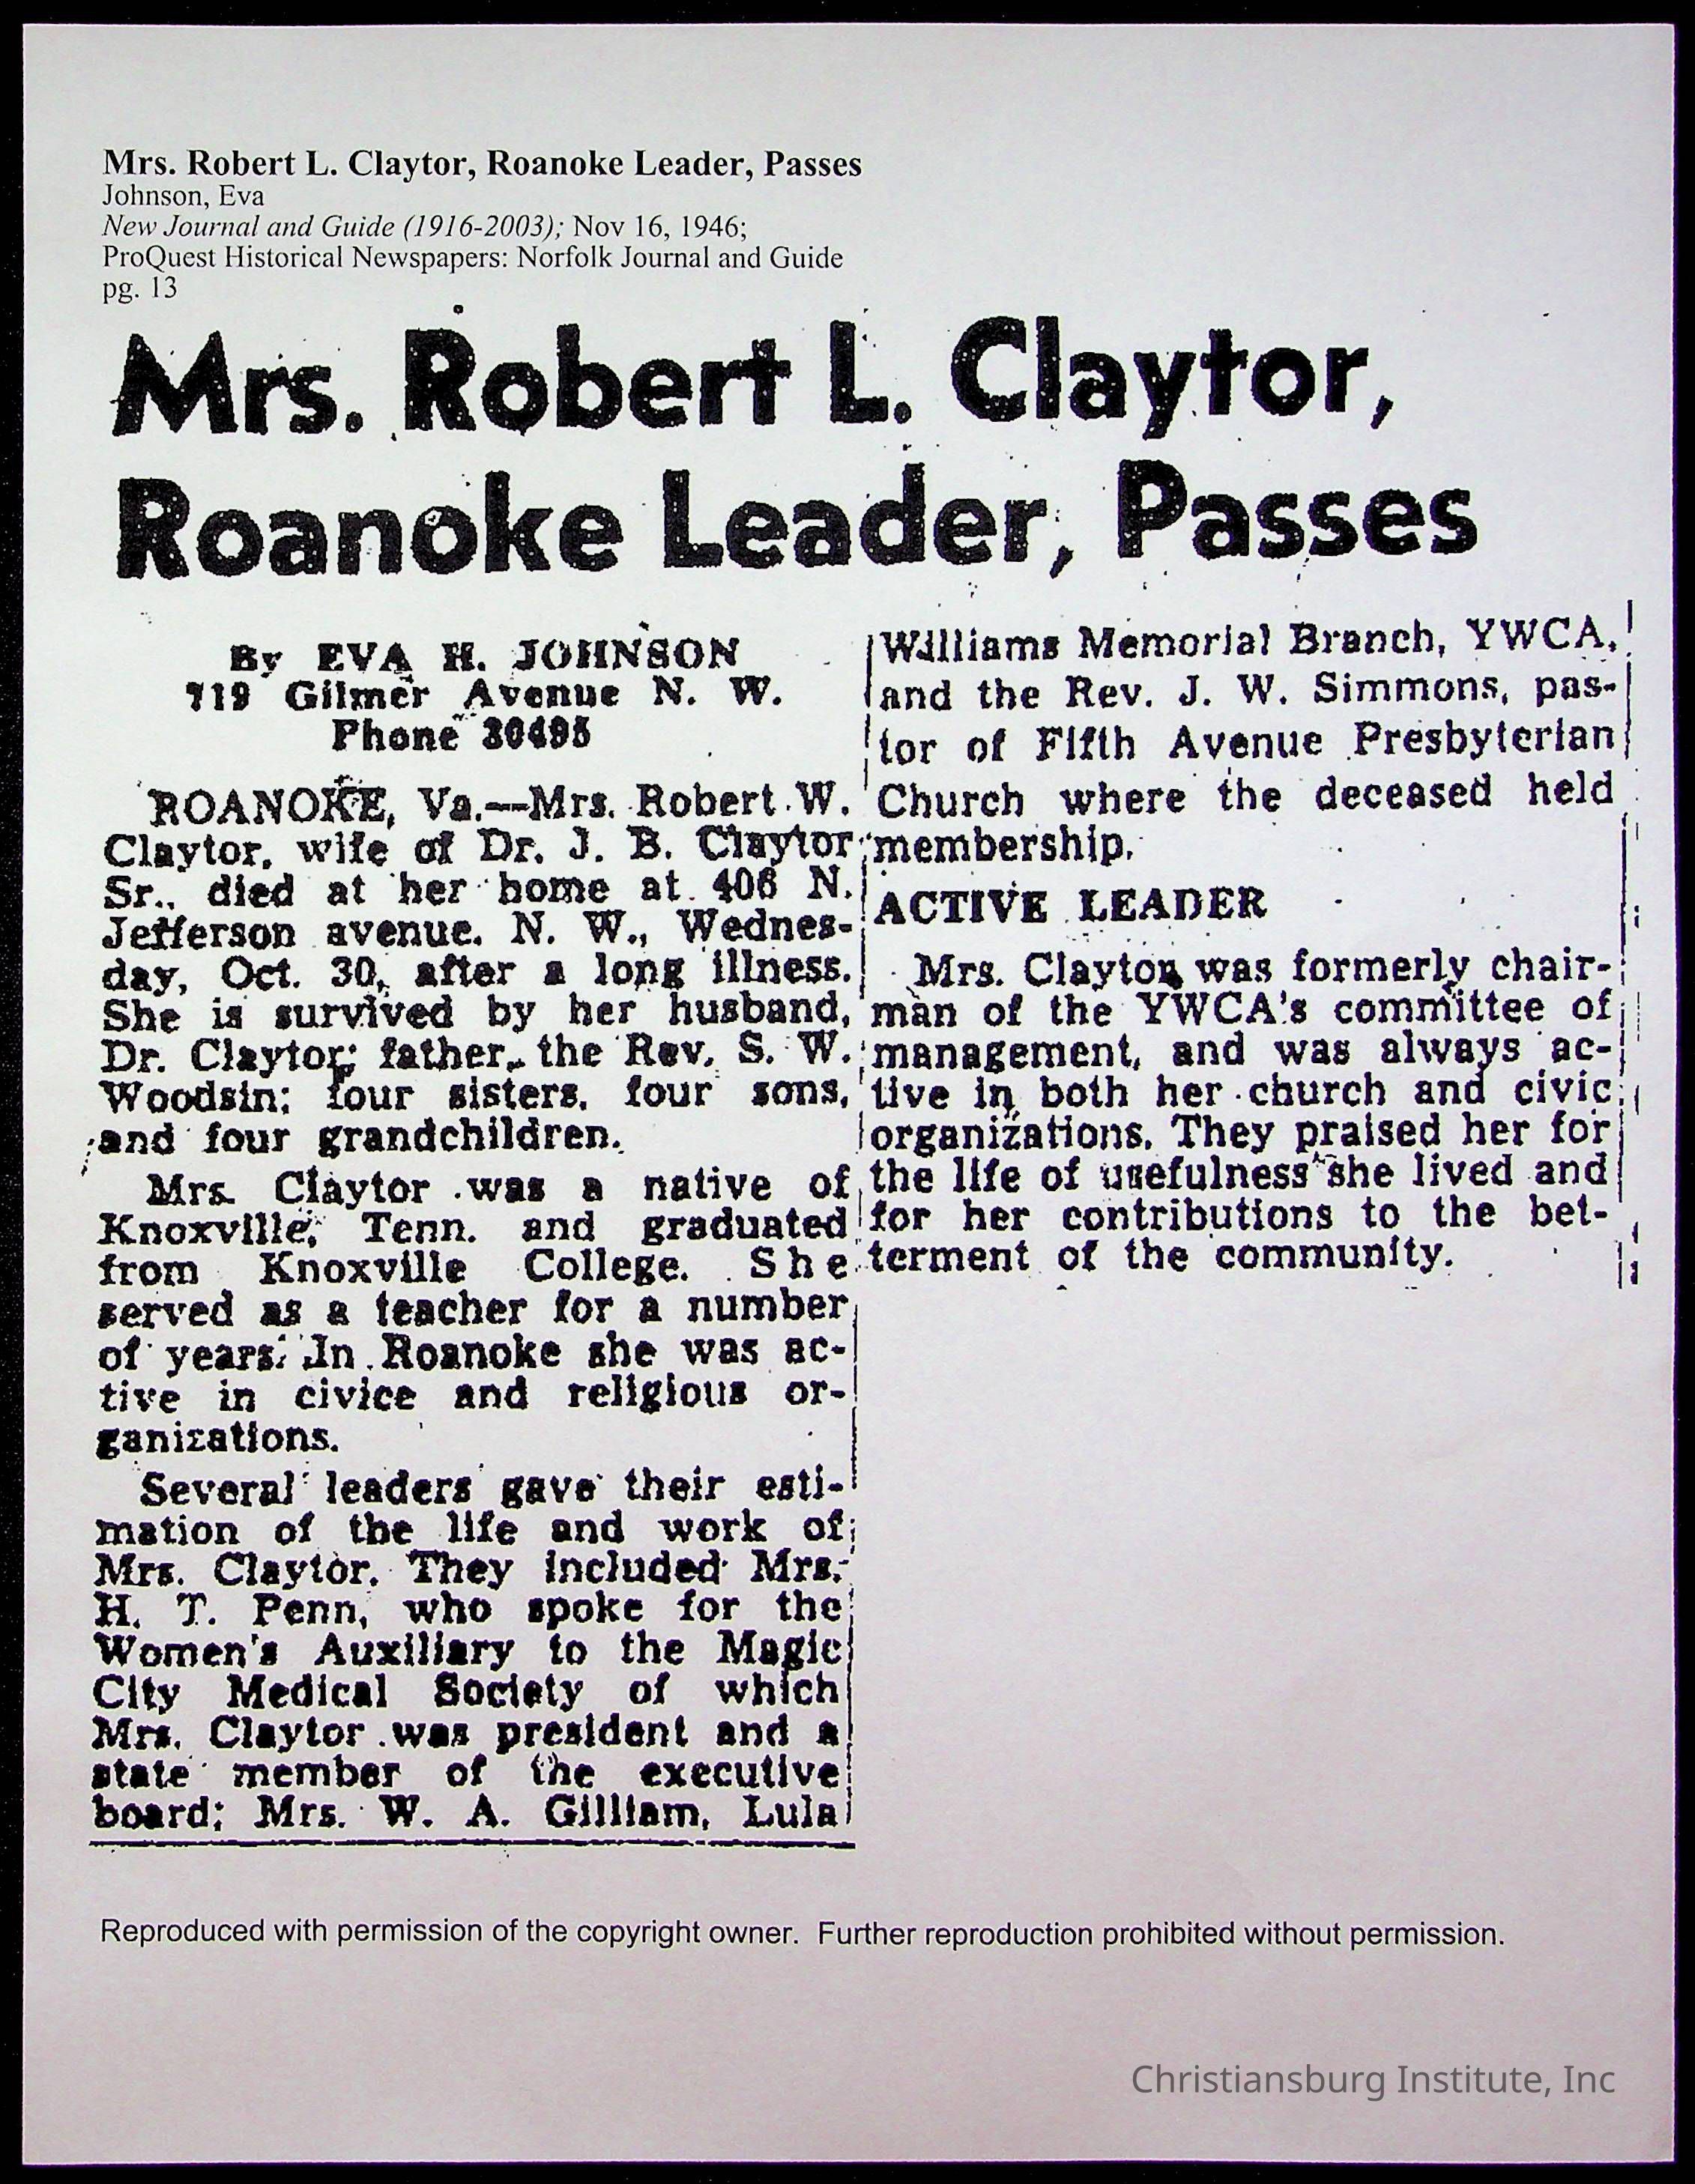 Mrs. Robert L. Claytor, Roanoke Leader, Passes
Johnson, Eva
New Journal and Guide (1916-2003); Nov 16, 1946;
ProQuest Historical Newspapers: Norfolk Journal and Guide
pg. 13
Mrs. Robert L. Claytor,
Roanoke Leader, Passes
By EVA H. JOHNSON
719 Gilmer Avenue N. W.
Phone
ROANOKE, Va.—Mrs. Robert W.
Claytor, wife of Dr. J. B. Claytor
Sr., died at her home at 406 N.
Jefferson avenue. N. W., Wednes-
day, Oct. 30, after a long illness.
She is survived by her husband,
Dr. Claytor; father, the Rev. S. W.
Woodsin; four sisters, four sons,
and four grandchildren.
Mrs. Claytor was a native of
Knoxville, Tenn. and graduated
from Knoxville College. She
served as a teacher for a number
of years. In Roanoke she was ac-
tive in civice and religious or-
ganizations.
Several leaders gave their esti-
mation of the life and work of
Mrs. Claytor. They included Mrs.
H. T. Penn, who spoke for the
Women's Auxiliary to the Magic
City Medical Society of which
Mrs. Claytor was president and a
state member of the executive
board; Mrs. W. A. Gilliam, Lula
Williams Memorial Branch, YWCA,
and the Rev. J. W. Simmons, pas-
tor of Fifth Avenue Presbyterian
Church where the deceased held
membership.
ACTIVE LEADER
Mrs. Claytor was formerly chair-
man of the YWCA's committee of
management, and was always ac-
tive in both her church and civic
organizations. They praised her for
the life of usefulness she lived and
for her contributions to the bet-
terment of the community.
Reproduced with permission of the copyright owner. Further reproduction prohibited without permission.
Christiansburg Institute, Inc